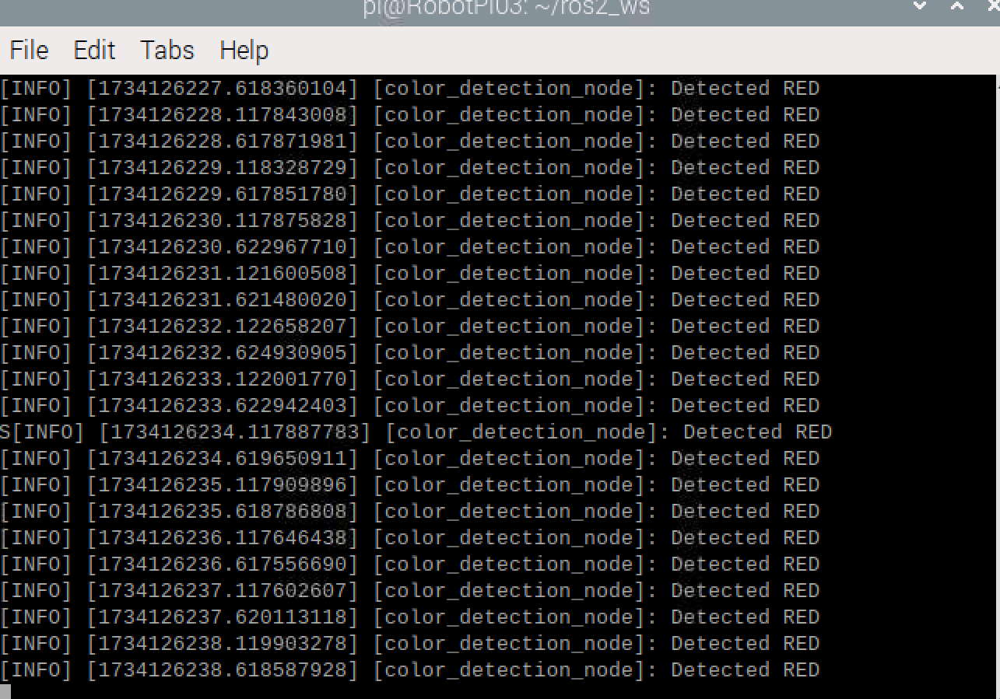 pi@RobotPi03: ~/ros2_ws
File Edit Tabs Help
[INFO] [1734126227.618360104] [color_detection_node]: Detected RED
[INFO] [1734126228.117843008] [color_detection_node]: Detected RED
[INFO] [1734126228.617871981] [color_detection_node]: Detected RED
[INFO] [1734126229.118328729] [color_detection_node]: Detected RED
[INFO] [1734126229.617851780] [color_detection_node]: Detected RED
[INFO] [1734126230.117875828] [color_detection_node]: Detected RED
[INFO] [1734126230.622967710] [color_detection_node]: Detected RED
[INFO] [1734126231.121600508] [color_detection_node]: Detected RED
[INFO] [1734126231.621480020] [color_detection_node]: Detected RED
[INFO] [1734126232.122658207] [color_detection_node]: Detected RED
[INFO] [1734126232.624930905] [color_detection_node]: Detected RED
[INFO] [1734126233.122001770] [color_detection_node]: Detected RED
[INFO] [1734126233.622942403] [color_detection_node]: Detected RED
S[INFO] [1734126234.117887783] [color_detection_node]: Detected RED
[INFO] [1734126234.619650911] [color_detection_node]: Detected RED
[INFO] [1734126235.117909896] [color_detection_node]: Detected RED
[INFO] [1734126235.618786808] [color_detection_node]: Detected RED
[INFO] [1734126236.117646438] [color_detection_node]: Detected RED
[INFO] [1734126236.617556690] [color_detection_node]: Detected RED
[INFO] [1734126237.117602607] [color_detection_node]: Detected RED
[INFO] [1734126237.620113118] [color_detection_node]: Detected RED
[INFO] [1734126238.119903278] [color_detection_node]: Detected RED
[INFO] [1734126238.618587928] [color_detection_node]: Detected RED